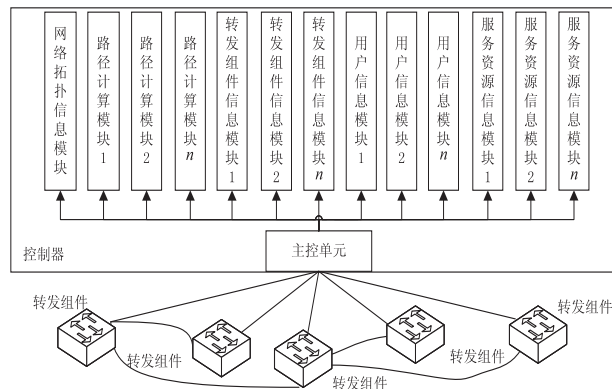 网络拓扑信息模块
路径计算模块1
路径计算模块2
路径计算模块n
转发组件信息模块1
转发组件信息模块2
转发组件信息模块n
用户信息模块1
用户信息模块2
用户信息模块n
服务资源信息模块1
服务资源信息模块2
服务资源信息模块n
主控单元
控制器
转发组件
转发组件
转发组件
转发组件
转发组件